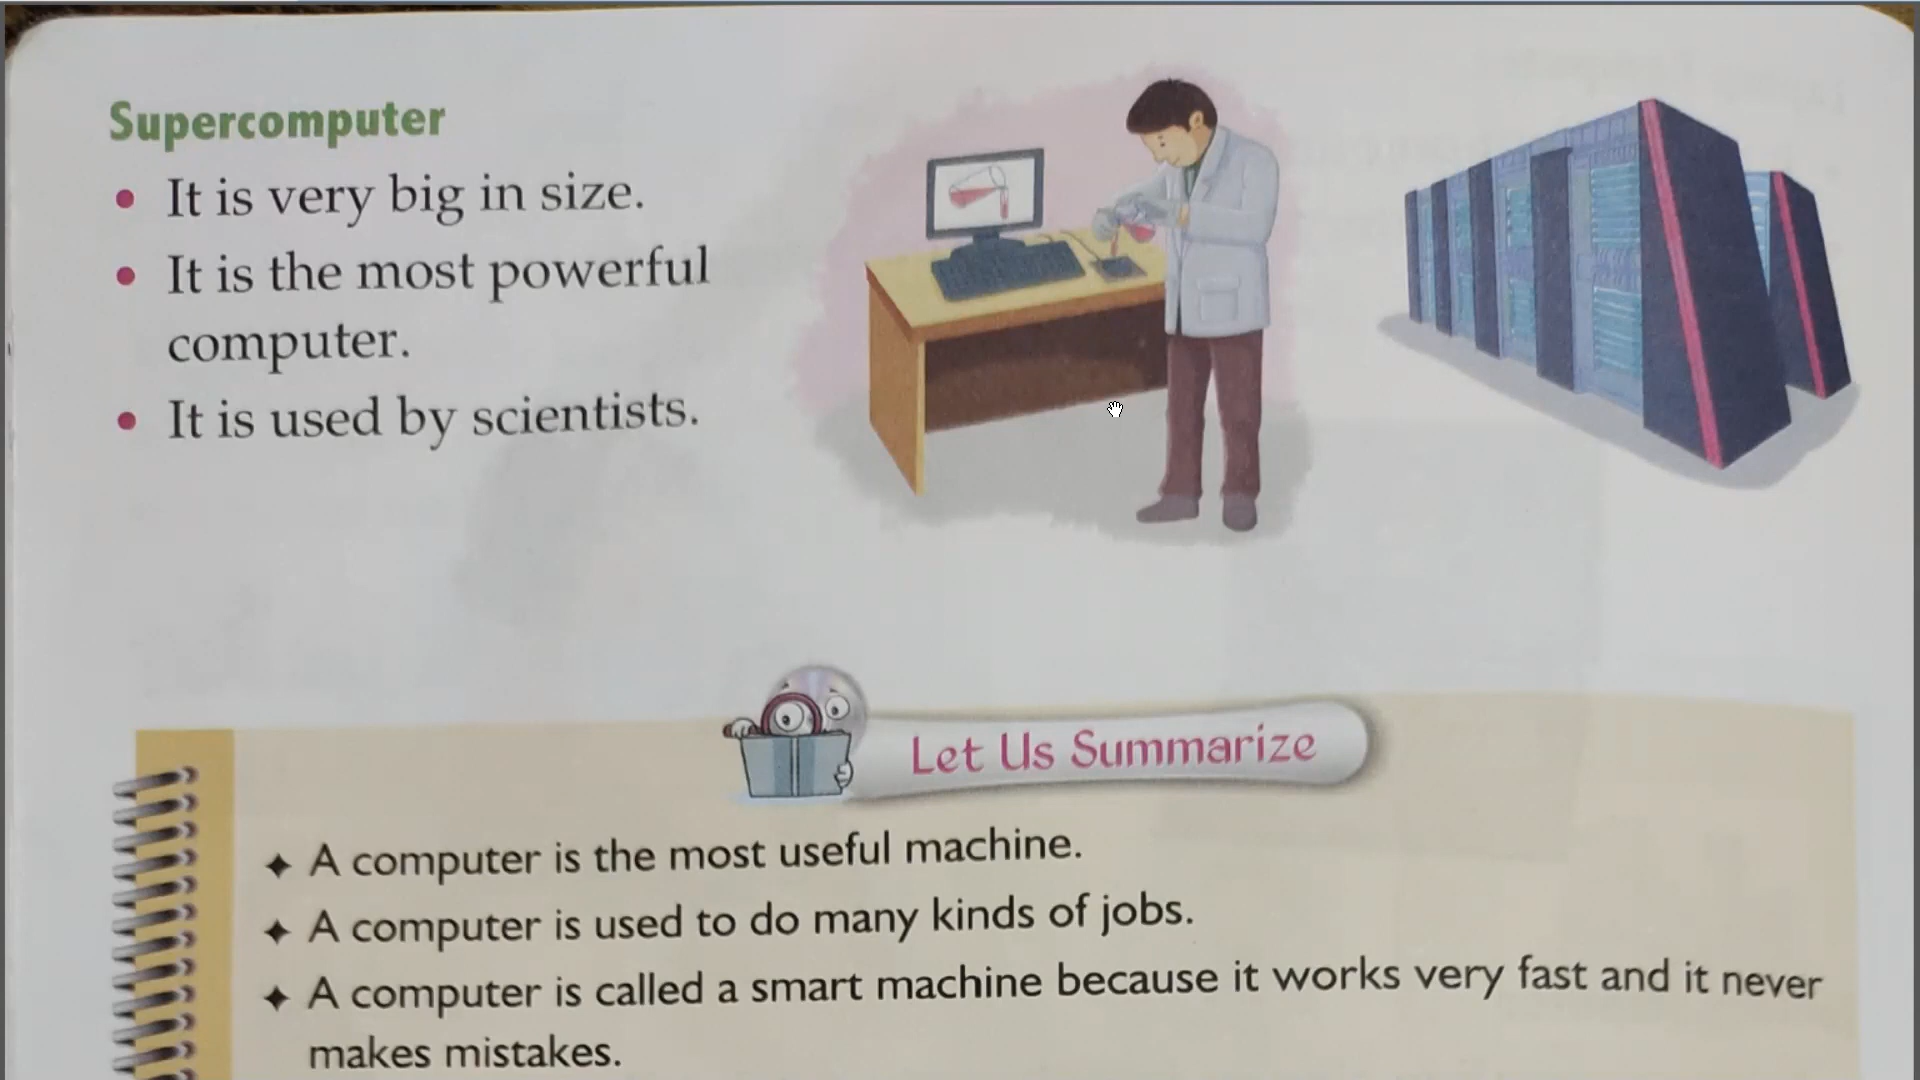 Supercomputer
• It is very big in size.
• It is the most powerful
computer.
• It is used by scientists.
Let Us Summarize
✦ A computer is the most useful machine.
✦ A computer is used to do many kinds of jobs.
✦ A computer is called a smart machine because it works very fast and it never
makes mistakes.